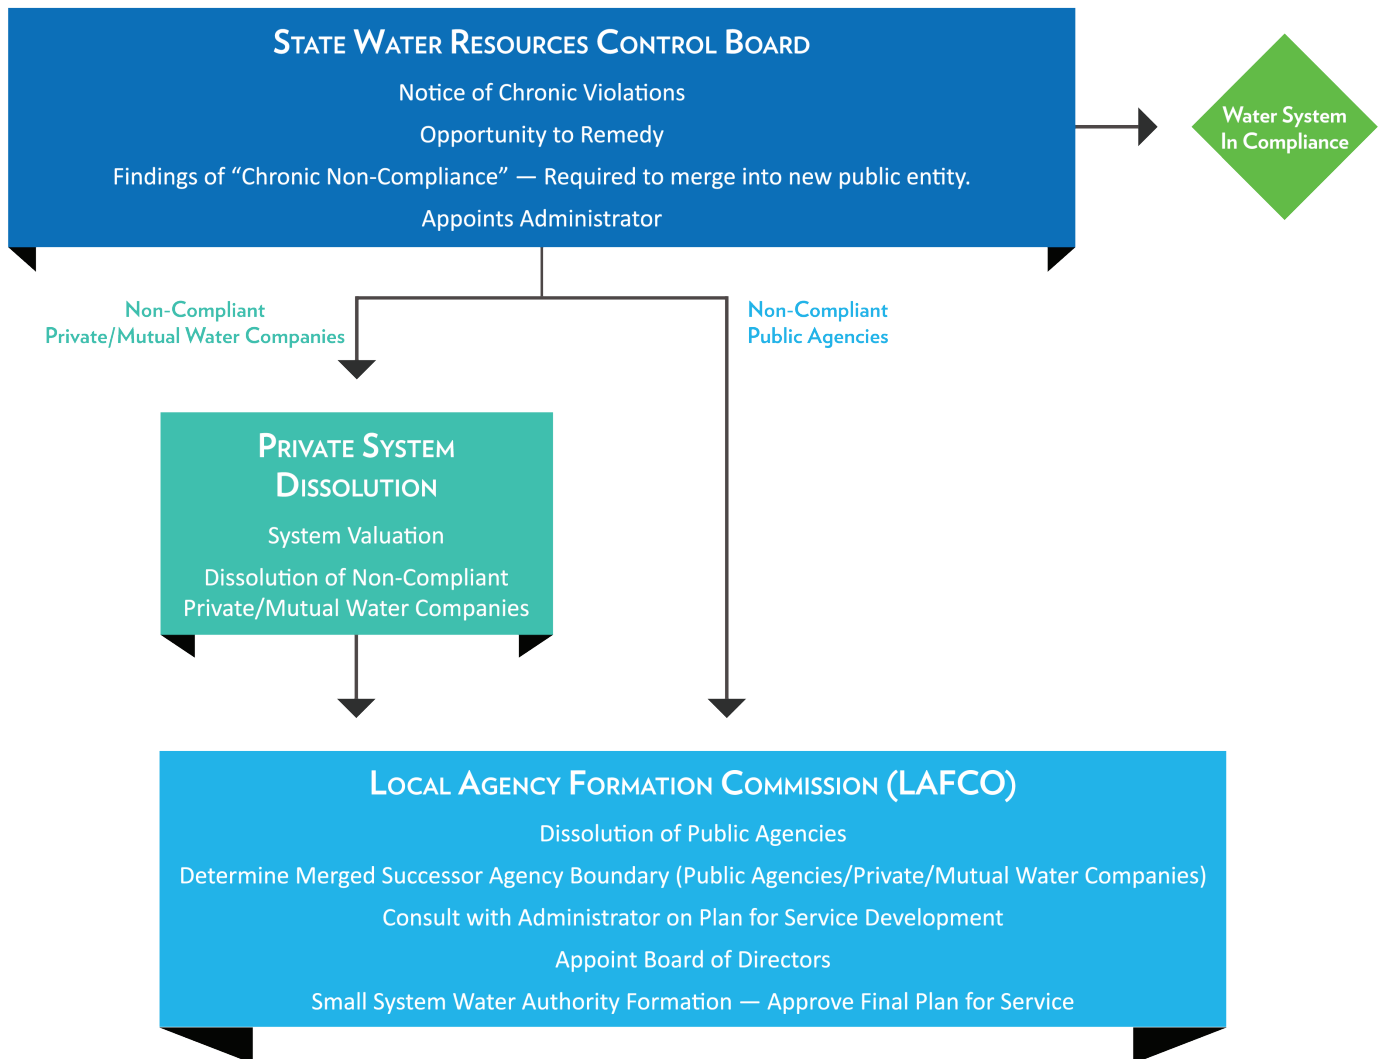 State Water Resources Control Board
Notice of Chronic Violations
Opportunity to Remedy
Findings of “Chronic Non-Compliance” — Required to merge into new public entity.
Appoints Administrator
Water System
In Compliance
Non-Compliant
Private/Mutual Water Companies
Non-Compliant
Public Agencies
Private System
Dissolution
System Valuation
Dissolution of Non-Compliant
Private/Mutual Water Companies
Local Agency Formation Commission (LAFCO)
Dissolution of Public Agencies
Determine Merged Successor Agency Boundary (Public Agencies/Private/Mutual Water Companies)
Consult with Administrator on Plan for Service Development
Appoint Board of Directors
Small System Water Authority Formation — Approve Final Plan for Service